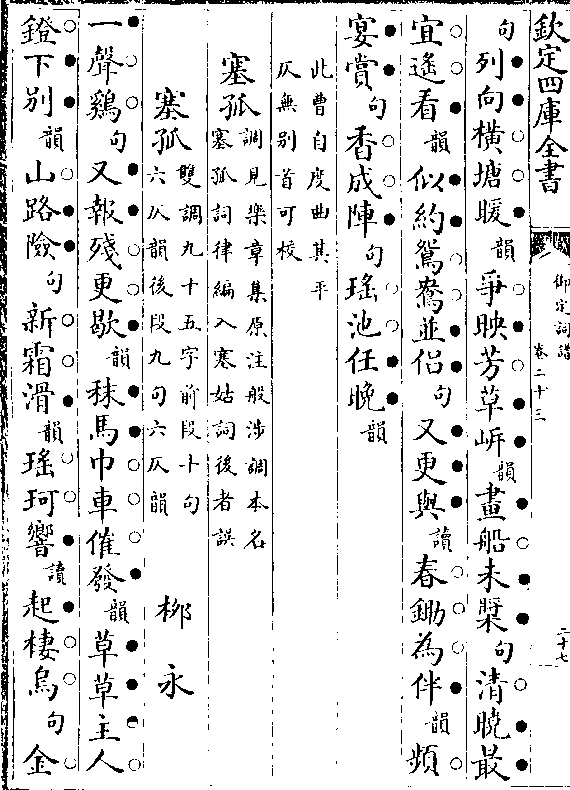 欽定四庫全書
御定詞譜
卷二十三
二十七
句列向橫塘暖韻爭映芳草岍韻畫船未槳句清曉最
宜遙看韻似約鴛鴦並侶句又更與讀春鋤為伴韻頻
宴賞句香成陣句瑤池任晚韻
此曹自度曲其平
仄無别首可校
塞孤調見樂章集原注般涉調本名
塞孤詞律編入塞姑詞後者誤
塞孤雙調九十五字前段十句
六仄韻後段九句六仄韻
柳永
一聲鷄句又報殘更歇韻秣馬巾車催發韻草草主人
鐙下别韻山路險句新霜滑韻瑤珂響讀起棲烏句金